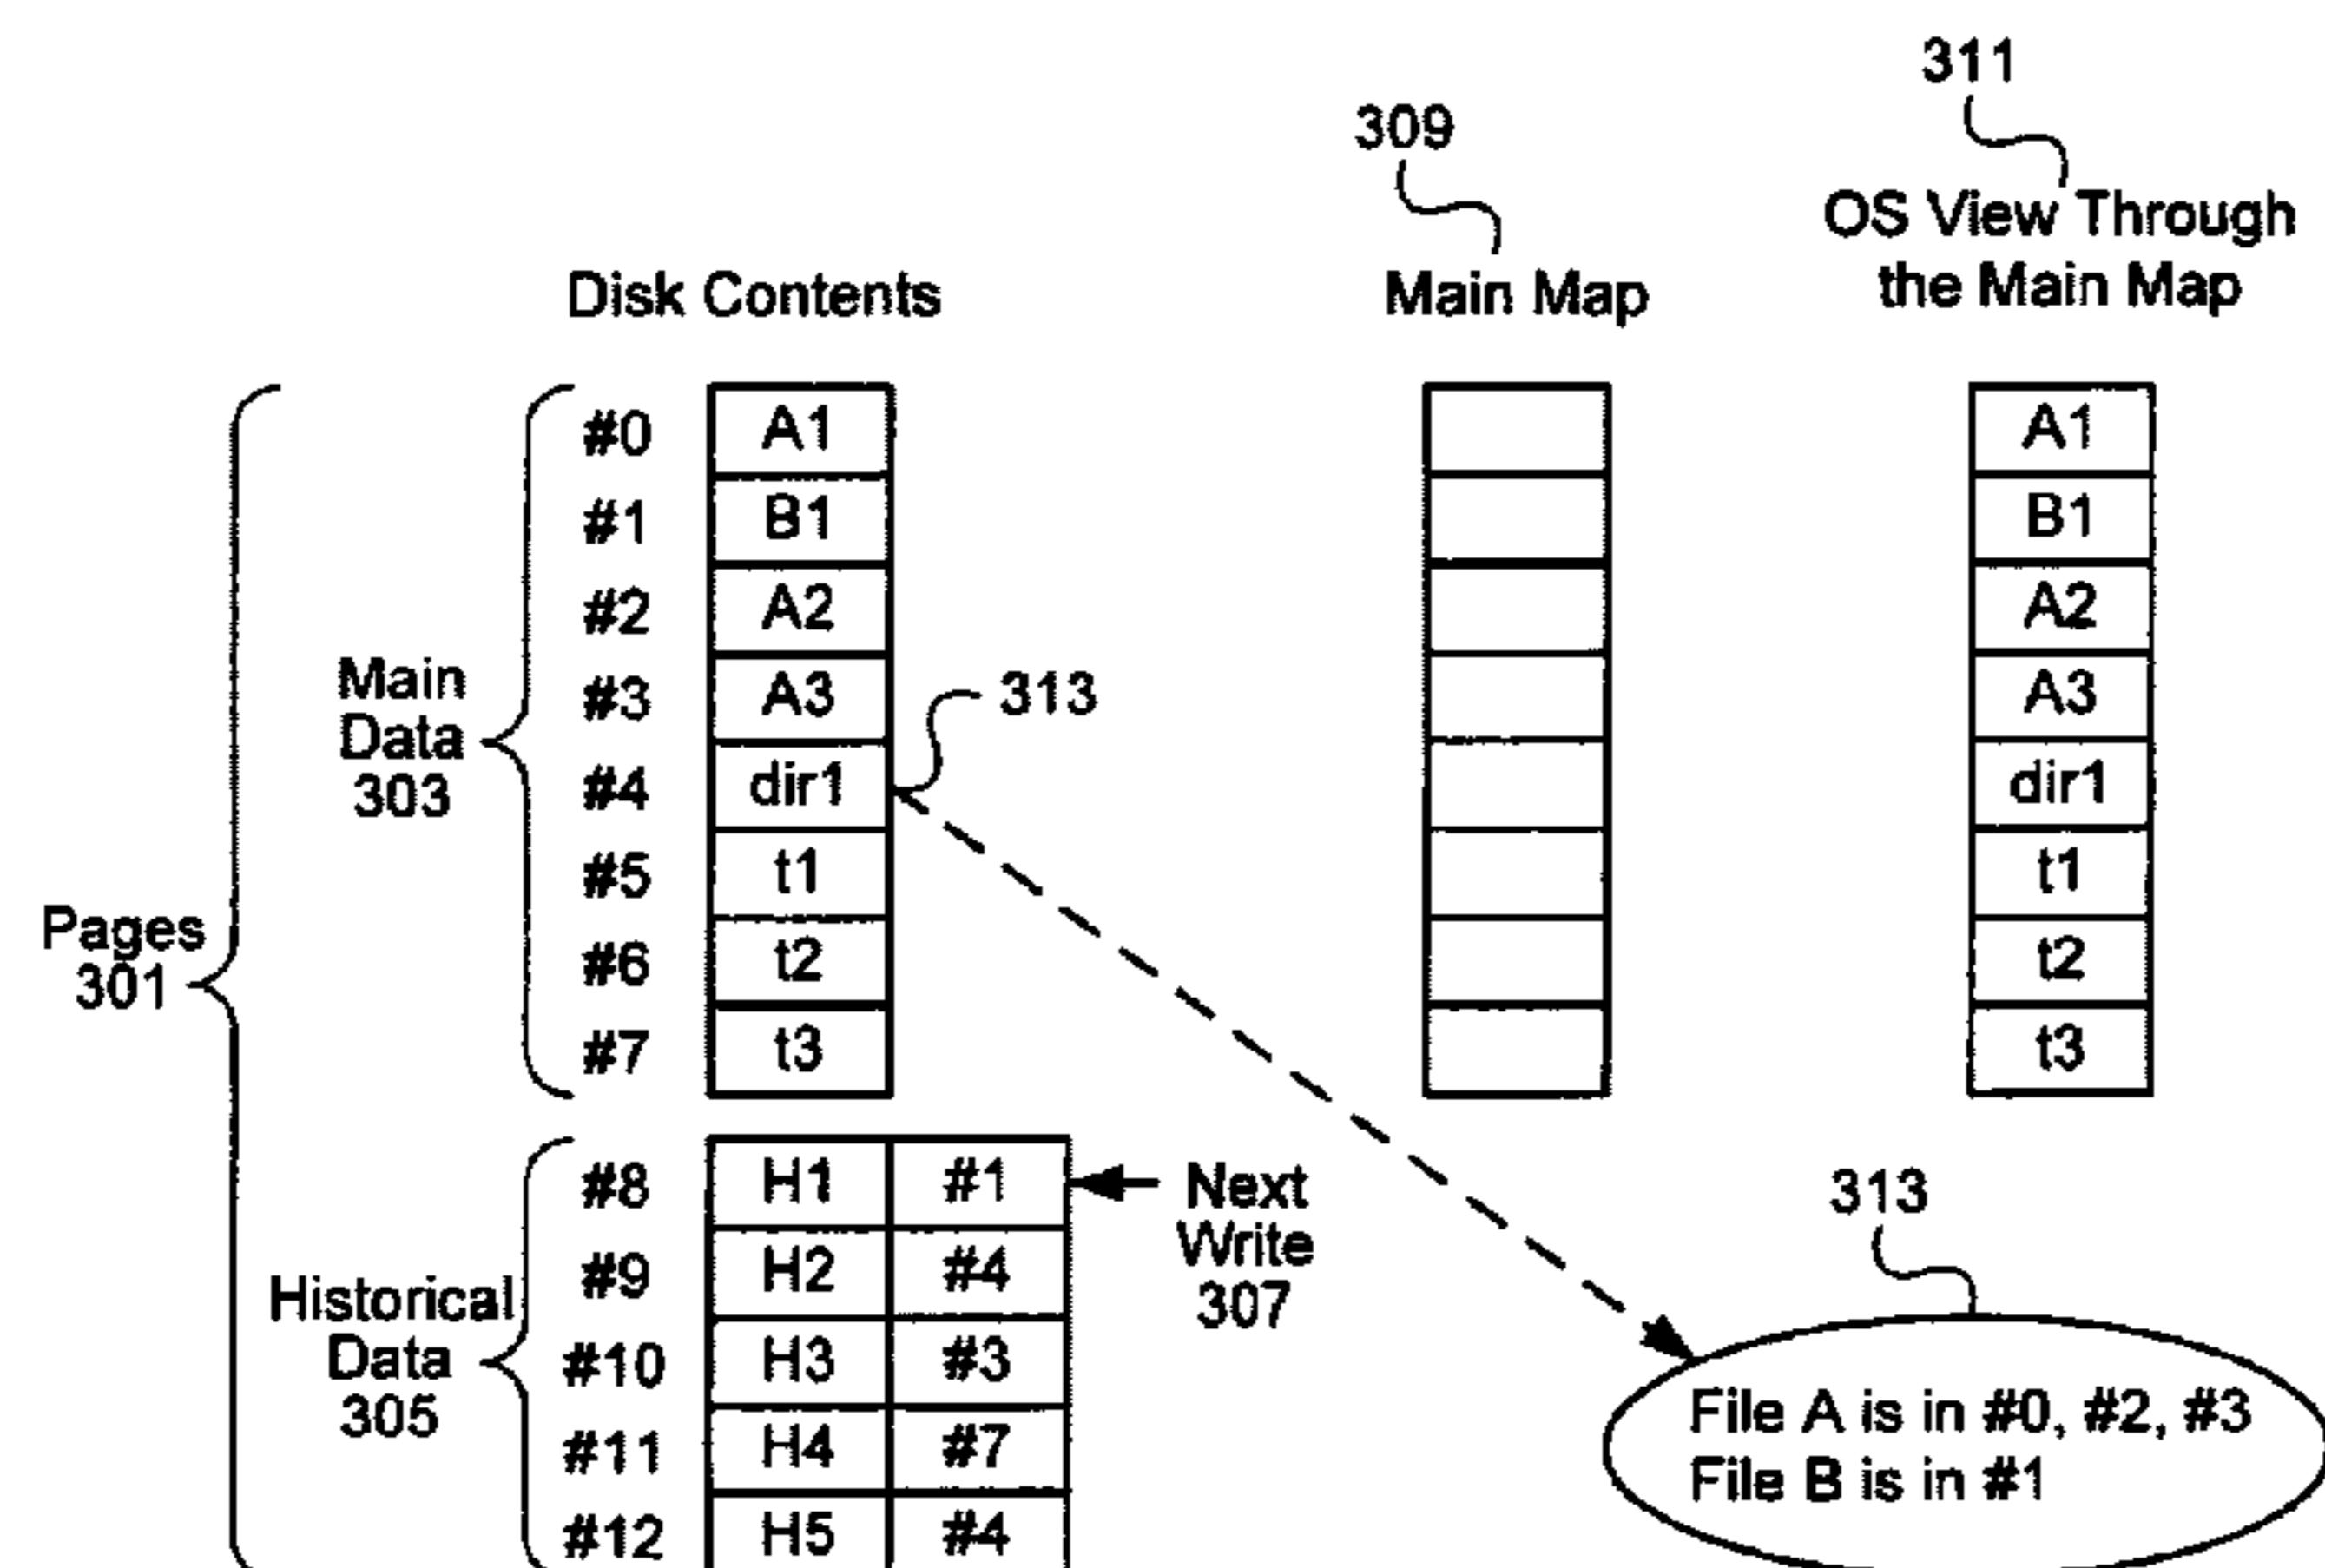 311
309
OS View Through
the Main Map
Disk Contents
Main Map
#0 A1 A1
#1 B1 B1
#2 A2 A2
Main
Data
303
#3 A3 313 A3
#4 dir1 dir1
#5 t1 t1
Pages
301
#6 t2 t2
#7 t3 t3
#8 H1 #1
Next
Write
307
313
#9 H2 #4
Historical
Data
305
#10 H3 #3
File A is in #0, #2, #3
#11 H4 #7
File B is in #1
#12 H5 #4